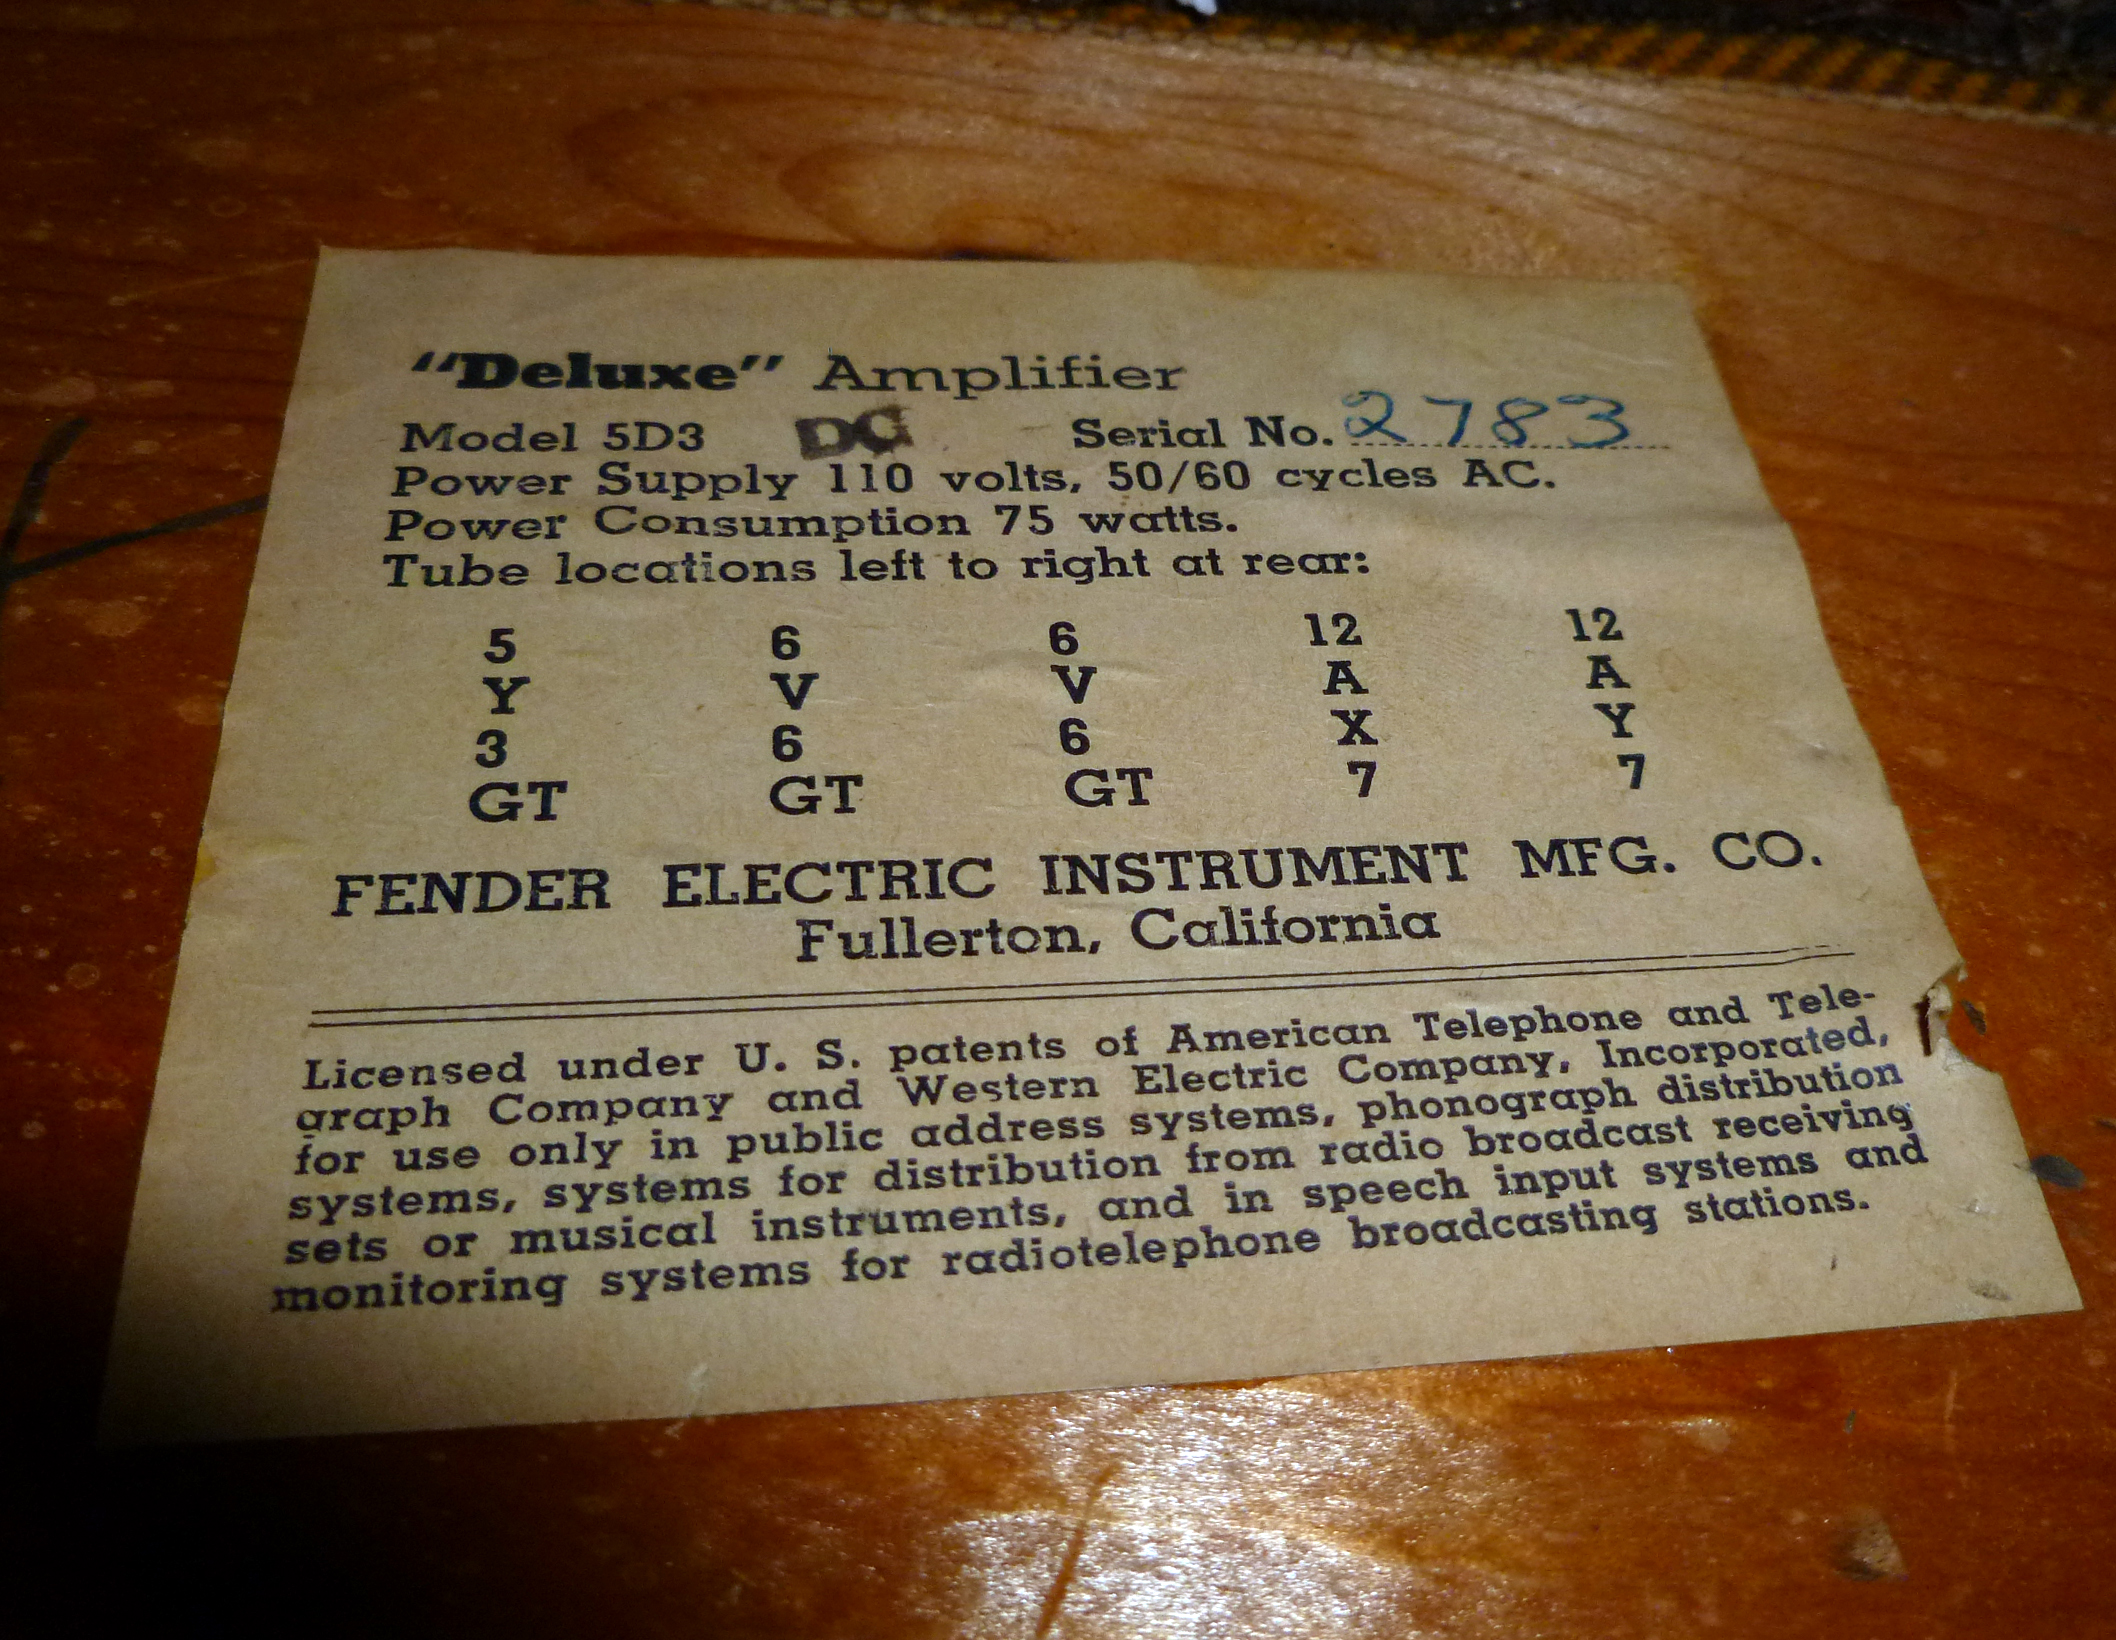 "Deluxe" Amplifier
Model 5D3 DG Serial No. 2783
Power Supply 110 volts, 50/60 cycles AC.
Power Consumption 75 watts.
Tube locations left to right at rear:
5 6 6 12 12
Y V V A A
3 6 6 X Y
GT GT GT 7 7
FENDER ELECTRIC INSTRUMENT MFG. CO.
Fullerton, California
Licensed under U. S. patents of American Telephone and Tele-
graph Company and Western Electric Company, Incorporated,
for use only in public address systems, phonograph distribution
systems, systems for distribution from radio broadcast receiving
sets or musical instruments, and in speech input systems and
monitoring systems for radiotelephone broadcasting stations.